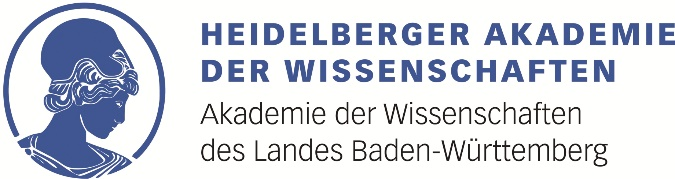 HEIDELBERGER AKADEMIE
DER WISSENSCHAFTEN
Akademie der Wissenschaften
des Landes Baden-Württemberg